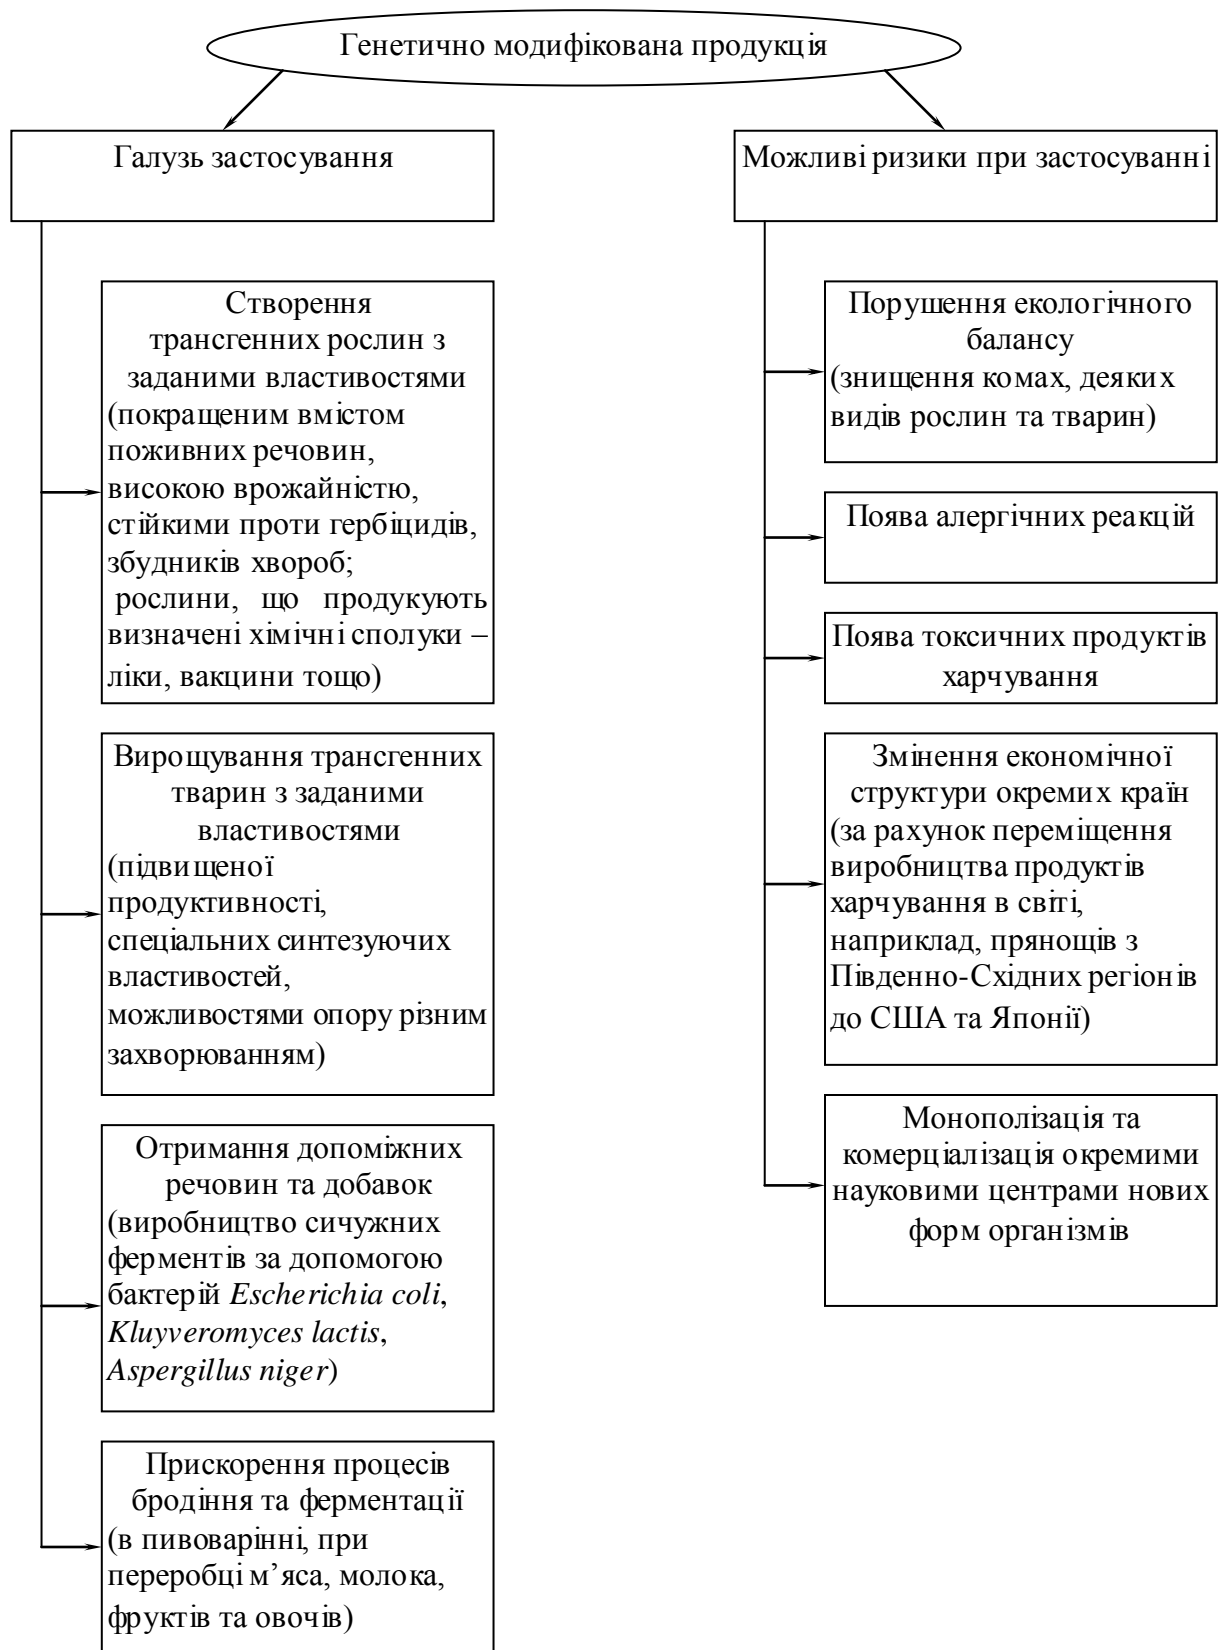 Генетично модифікована продукція
Галузь застосування
Створення
трансгенних рослин з
заданими властивостями
(покращеним вмістом
поживних речовин,
високою врожайністю,
стійкими проти гербіцидів,
збудників хвороб;
рослини, що продукують
визначені хімічні сполуки –
ліки, вакцини тощо)
Вирощування трансгенних
тварин з заданими
властивостями
(підвищеної
продуктивності,
спеціальних синтезуючих
властивостей,
можливостями опору різним
захворюванням)
Отримання допоміжних
речовин та добавок
(виробництво сичужних
ферментів за допомогою
бактерій Escherichia coli,
Kluyveromyces lactis,
Aspergillus niger)
Прискорення процесів
бродіння та ферментації
(в пивоварінні, при
переробці м’яса, молока,
фруктів та овочів)
Можливі ризики при застосуванні
Порушення екологічного
балансу
(знищення комах, деяких
видів рослин та тварин)
Поява алергічних реакцій
Поява токсичних продуктів
харчування
Змінення економічної
структури окремих країн
(за рахунок переміщення
виробництва продуктів
харчування в світі,
наприклад, прянощів з
Південно-Східних регіонів
до США та Японії)
Монополізація та
комерціалізація окремими
науковими центрами нових
форм організмів